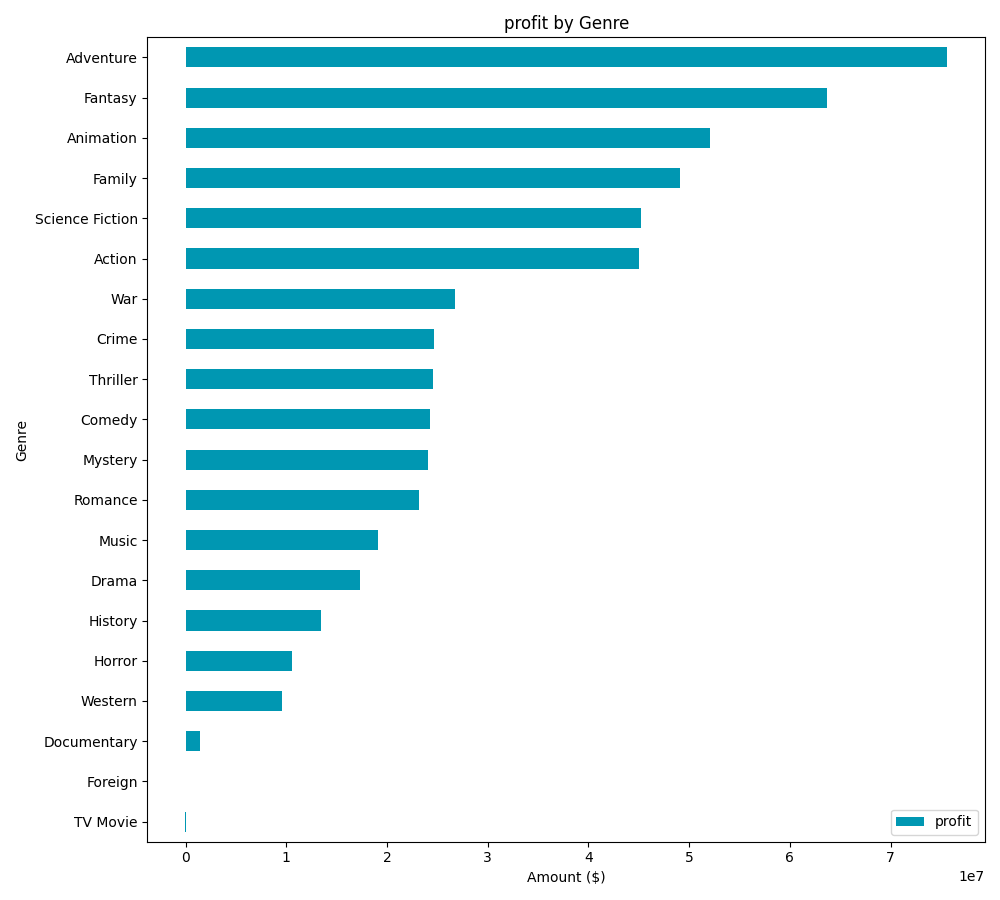 profit by Genre
Adventure
Fantasy
Animation
Family
Science Fiction
Action
War
Crime
Thriller
Comedy
Mystery
Romance
Music
Drama
History
Horror
Western
Documentary
Foreign
TV Movie
Genre
profit
0 1 2 3 4 5 6 7
1e7
Amount ($)